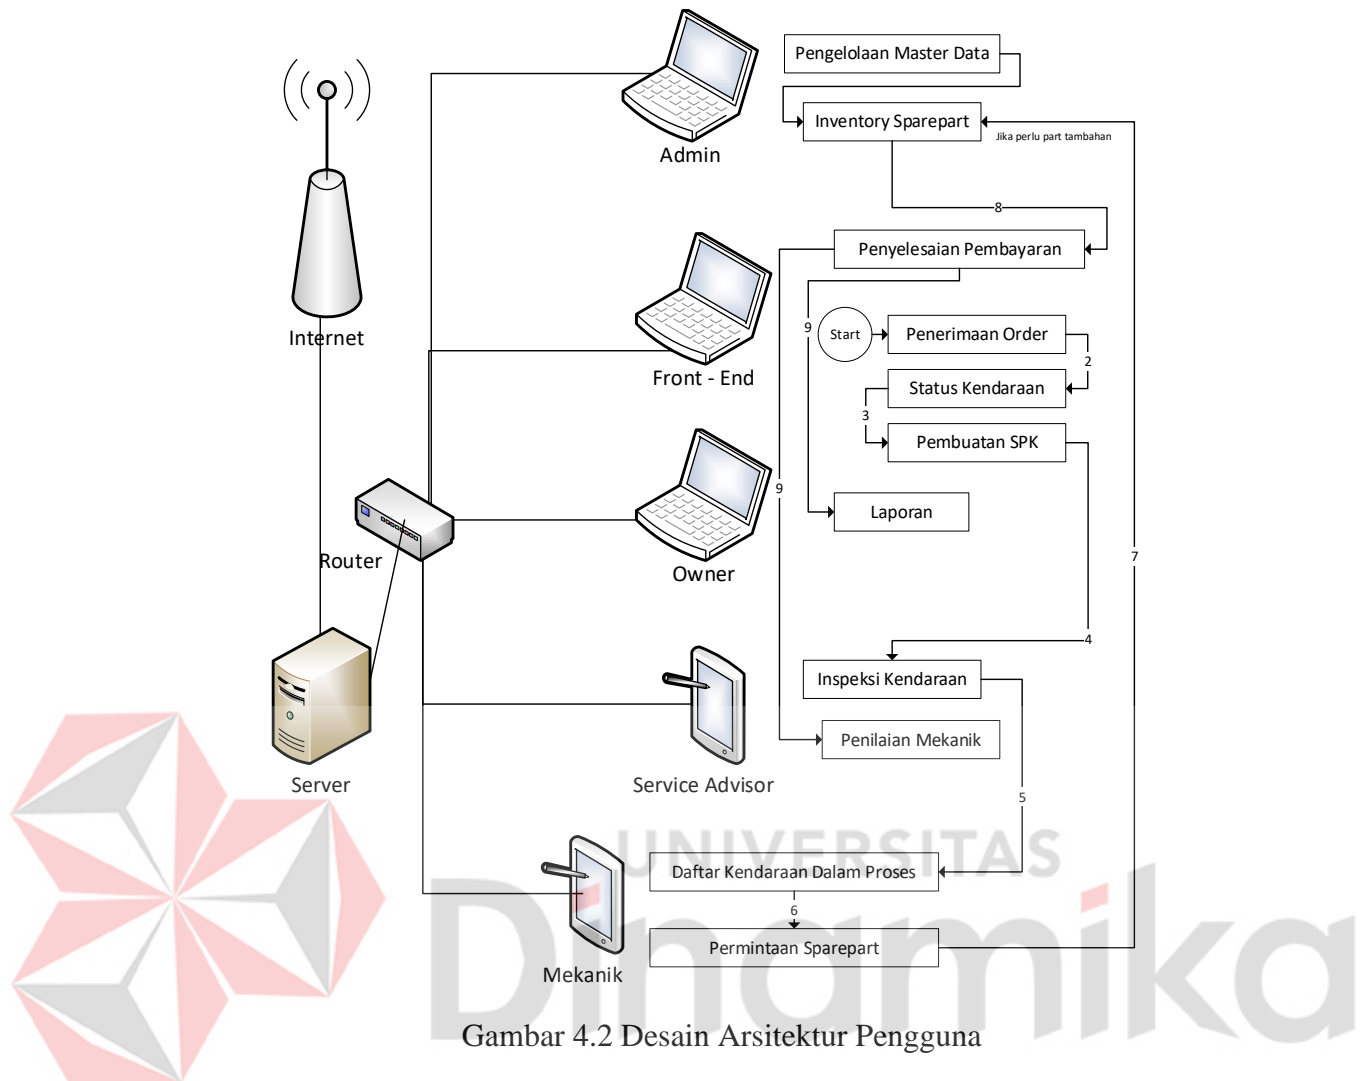 Pengelolaan Master Data
Inventory Sparepart
Jika perlu part tambahan
Admin
8
Penyelesaian Pembayaran
Internet
9
Start
Penerimaan Order
2
Front - End
Status Kendaraan
3
Pembuatan SPK
9
Laporan
Router
Owner
7
4
Inspeksi Kendaraan
Penilaian Mekanik
Server
Service Advisor
5
UNIVERSITAS
Dinamika
Daftar Kendaraan Dalam Proses
6
Permintaan Sparepart
Mekanik
Gambar 4.2 Desain Arsitektur Pengguna